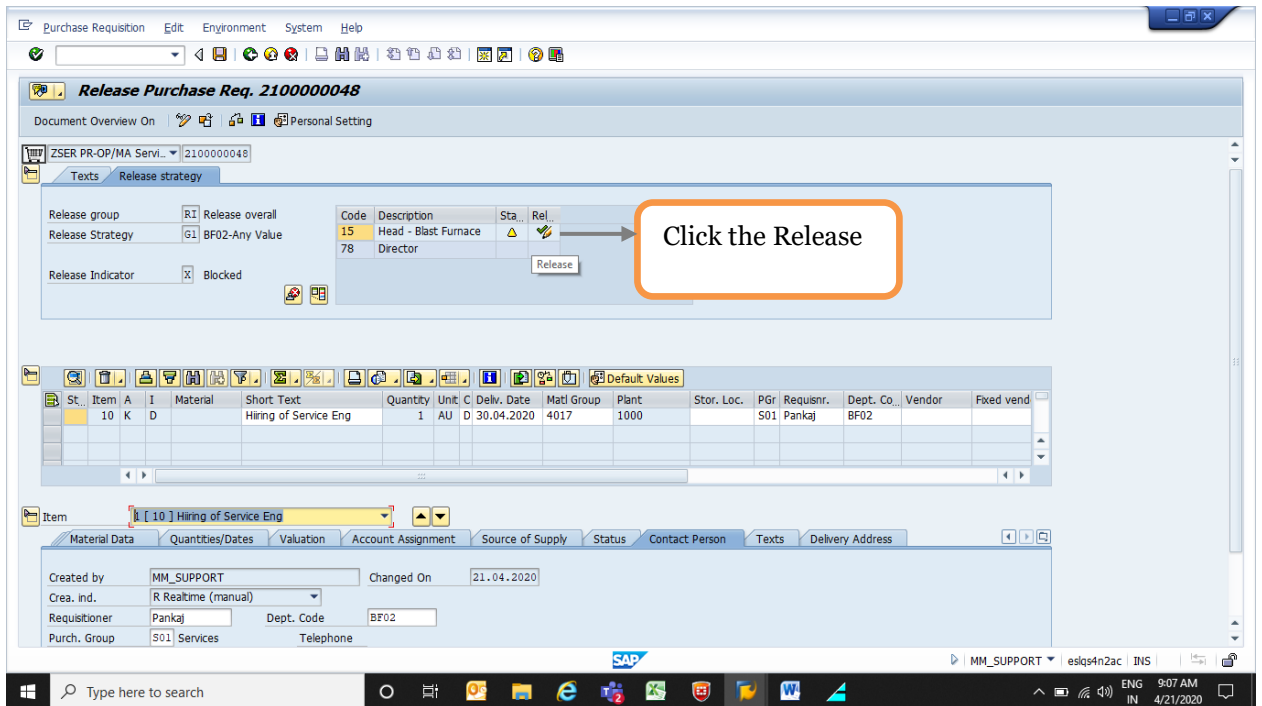 Purchase Requisition Edit Environment System Help
Release Purchase Req. 2100000048
Document Overview On Personal Setting
ZSER PR-OP/MA Servi... 2100000048
Texts Release strategy
Release group RI Release overall
Release Strategy G1 BF02-Any Value
Release Indicator X Blocked
Code Description Sta... Rel...
15 Head - Blast Furnace
78 Director
Release
Click the Release
Default Values
St... Item A I Material Short Text Quantity Unit C Deliv. Date Matl Group Plant Stor. Loc. PGr Requisnr. Dept. Co... Vendor Fixed vend
10 K D Hiring of Service Eng 1 AU D 30.04.2020 4017 1000 S01 Pankaj BF02
Item 1 [ 10 ] Hiring of Service Eng
Material Data Quantities/Dates Valuation Account Assignment Source of Supply Status Contact Person Texts Delivery Address
Created by MM_SUPPORT Changed On 21.04.2020
Crea. ind. R Realtime (manual)
Requisitioner Pankaj Dept. Code BF02
Purch. Group S01 Services Telephone
SAP MM_SUPPORT eslqs4n2ac INS
Type here to search ENG 9:07 AM
IN 4/21/2020